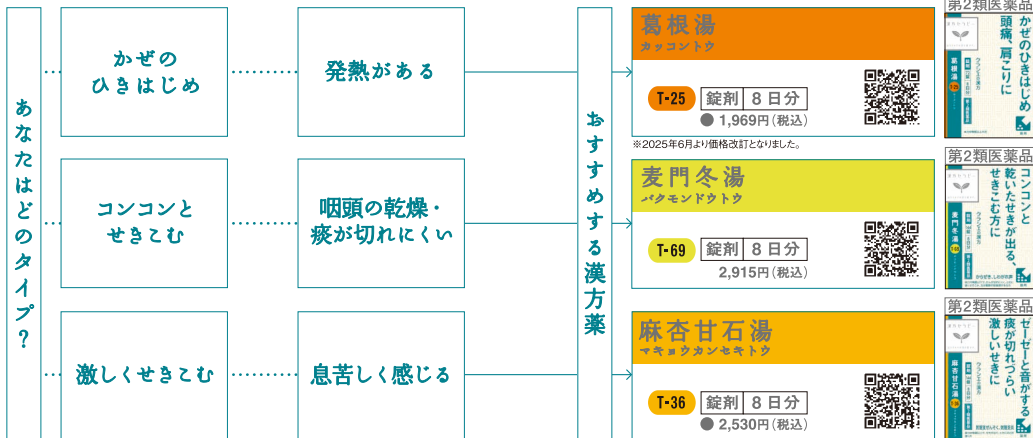 あなたはどのタイプ？
かぜの
ひきはじめ
発熱がある
コンコンと
せきこむ
咽頭の乾燥・
痰が切れにくい
激しくせきこむ
息苦しく感じる
おすすめする漢方薬
葛根湯
カッコントウ
T-25 錠剤 8日分
●1,969円(税込)
※2025年6月より価格改訂となりました。
麦門冬湯
バクモンドウトウ
T-69 錠剤 8日分
2,915円(税込)
麻杏甘石湯
マキョウカンセキトウ
T-36 錠剤 8日分
●2,530円(税込)
第2類医薬品
かぜのひきはじめ
頭痛、肩こりに
葛根湯
第2類医薬品
コンコンと
乾いたせきが出る、
せきこむ方に
麦門冬湯
第2類医薬品
ゼーゼーと音がする
痰が切れづらい
激しいせきに
麻杏甘石湯